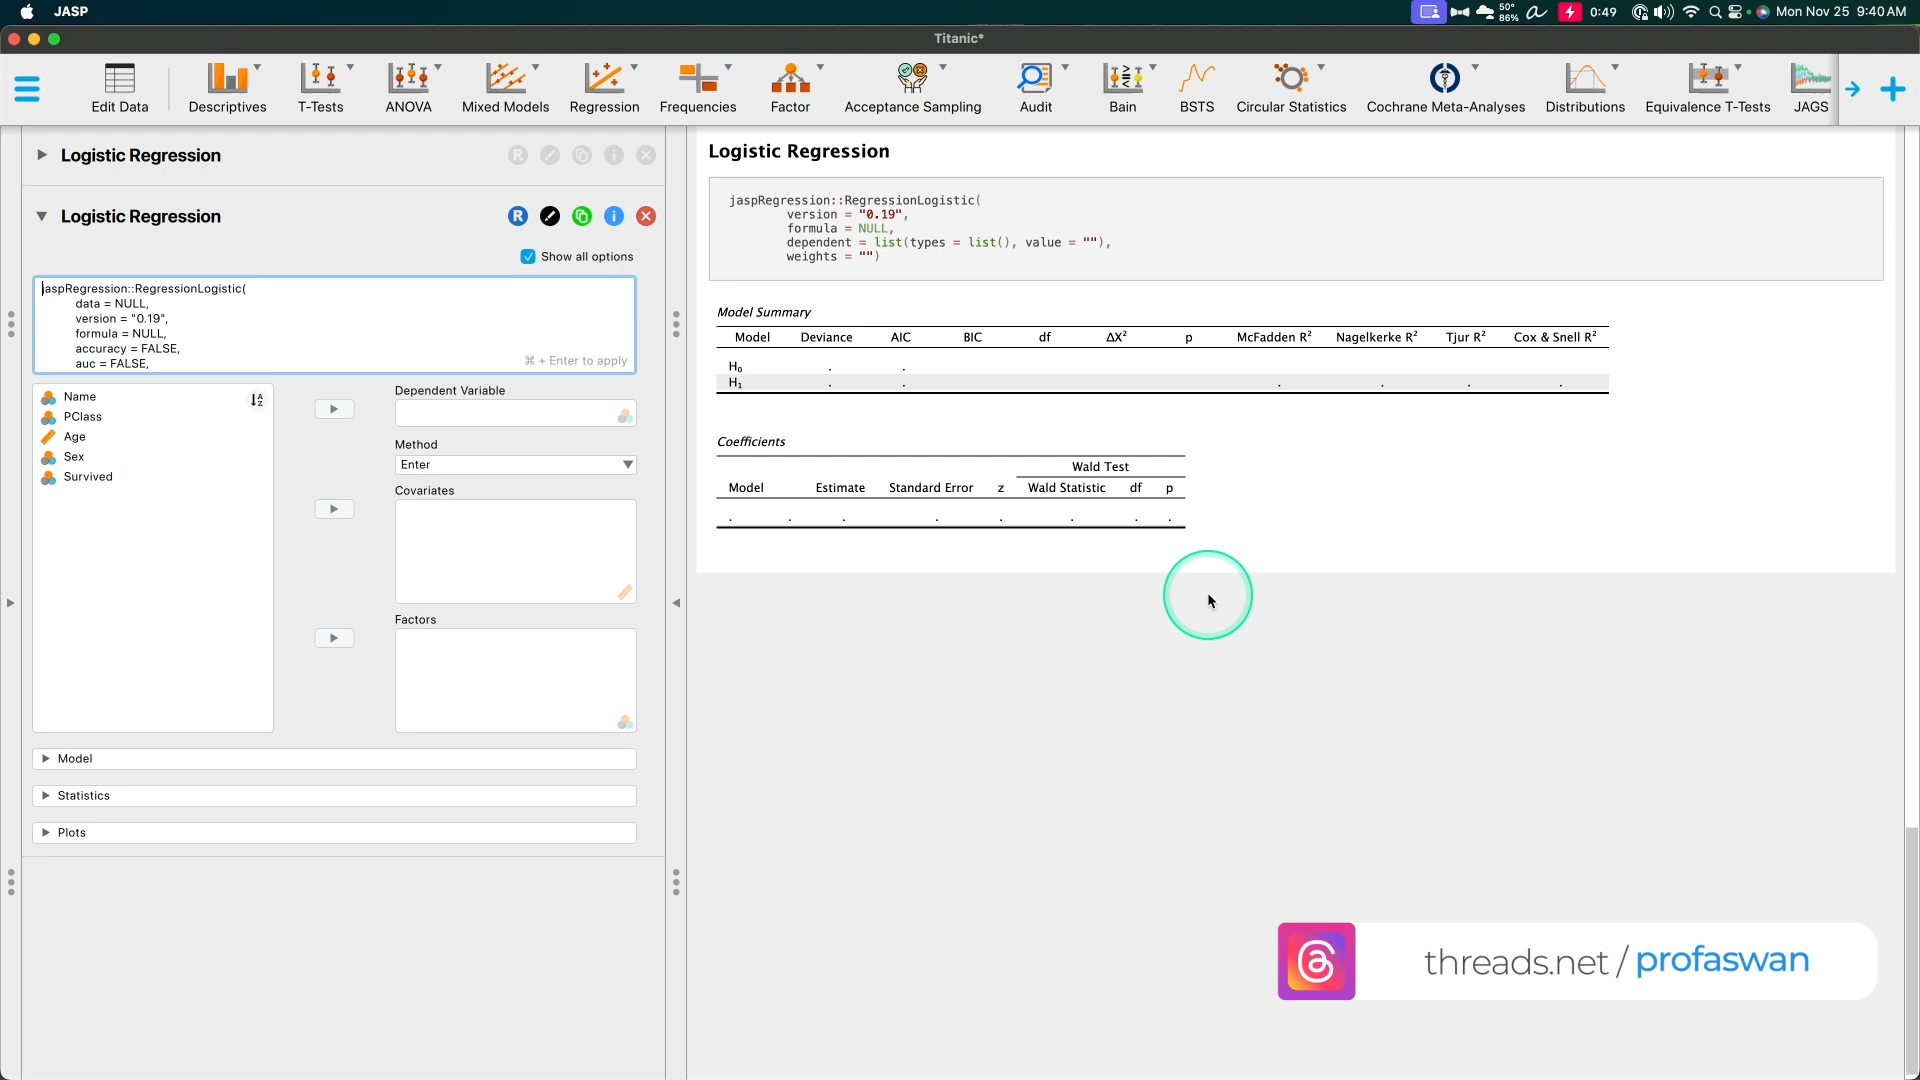 JASP
50°
86%
0:49
Mon Nov 25 9:40 AM
Titanic*
Edit Data
Descriptives
T-Tests
ANOVA
Mixed Models
Regression
Frequencies
Factor
Acceptance Sampling
Audit
Bain
BSTS
Circular Statistics
Cochrane Meta-Analyses
Distributions
Equivalence T-Tests
JAGS
Logistic Regression
Logistic Regression
Show all options
jaspRegression::RegressionLogistic(
data = NULL,
version = "0.19",
formula = NULL,
accuracy = FALSE,
auc = FALSE,
⌘ + Enter to apply
Name
PClass
Age
Sex
Survived
Dependent Variable
Method
Enter
Covariates
Factors
Model
Statistics
Plots
Logistic Regression
jaspRegression::RegressionLogistic(
version = "0.19",
formula = NULL,
dependent = list(types = list(), value = ""),
weights = "")
Model Summary
Model Deviance AIC BIC df ΔX² p McFadden R² Nagelkerke R² Tjur R² Cox & Snell R²
H₀ . .
H₁ . . . . . .
Coefficients
Wald Test
Model Estimate Standard Error z Wald Statistic df p
. . . . . . . .
threads.net / profaswan